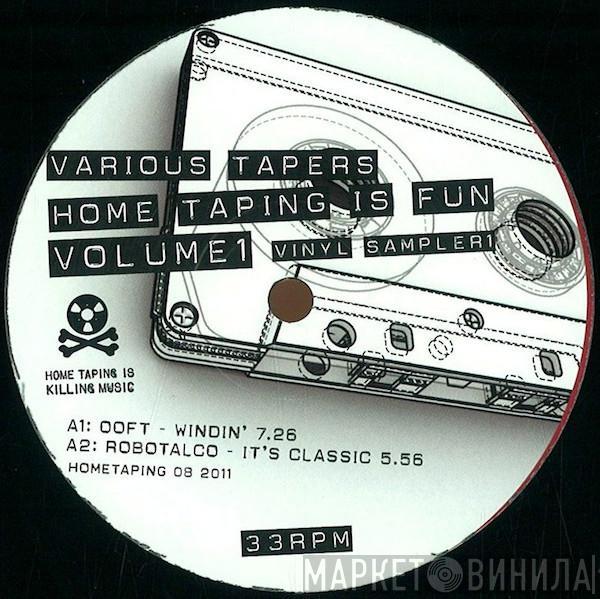 VARIOUS TAPERS
HOME TAPING IS FUN
VOLUME1 VINYL SAMPLER1
HOME TAPING IS
KILLING MUSIC
A1: OOFT - WINDIN' 7.26
A2: ROBOTALCO - IT'S CLASSIC 5.56
HOMETAPING 08 2011
33RPM
МАРКЕТ ВИНИЛА